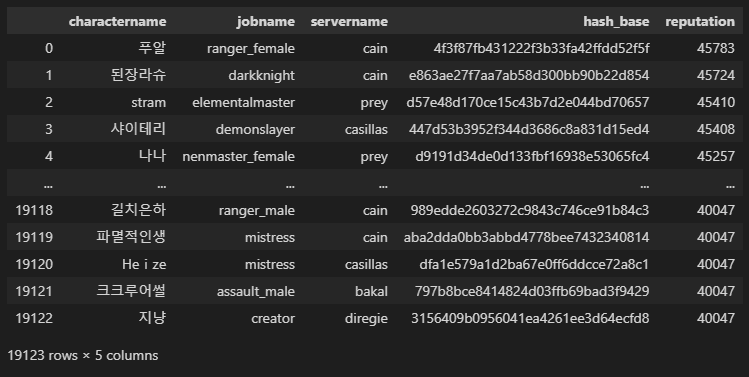 charactername jobname servername hash_base reputation
0 푸알 ranger_female cain 4f3f87fb431222f3b33fa42ffdd52f5f 45783
1 된장라슈 darkknight cain e863ae27f7aa7ab58d300bb90b22d854 45724
2 stram elementalmaster prey d57e48d170ce15c43b7d2e044bd70657 45410
3 샤이테리 demonslayer casillas 447d53b3952f344d3686c8a831d15ed4 45408
4 나나 nenmaster_female prey d9191d34de0d133fbf16938e53065fc4 45257
... ... ... ... ... ...
19118 길치은하 ranger_male cain 989edde2603272c9843c746ce91b84c3 40047
19119 파멸적인생 mistress cain aba2dda0bb3abbd4778bee7432340814 40047
19120 Heize mistress casillas dfa1e579a1d2ba67e0ff6ddcce72a8c1 40047
19121 크크루어썰 assault_male bakal 797b8bce8414824d03ffb69bad3f9429 40047
19122 지냥 creator diregie 3156409b0956041ea4261ee3d64ecfd8 40047
19123 rows × 5 columns